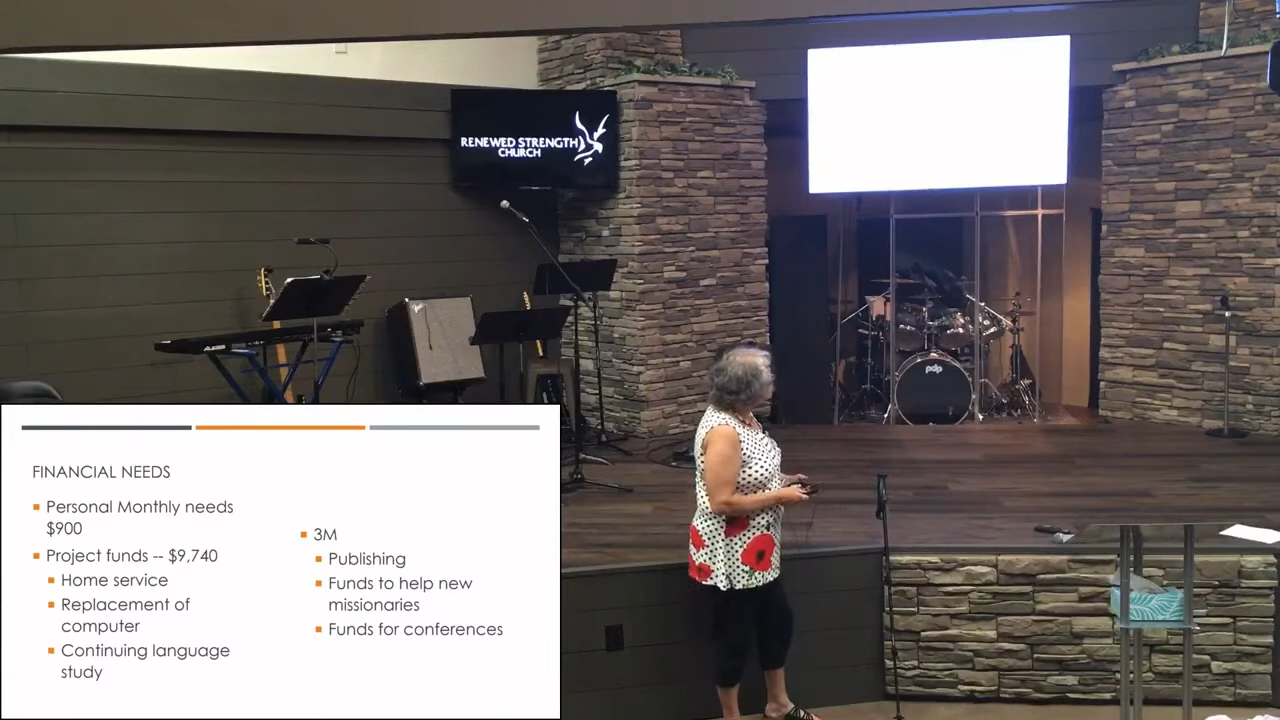 RENEWED STRENGTH
CHURCH
pdp
FINANCIAL NEEDS
Personal Monthly needs
$900
Project funds -- $9,740
Home service
Replacement of
computer
Continuing language
study
3M
Publishing
Funds to help new
missionaries
Funds for conferences